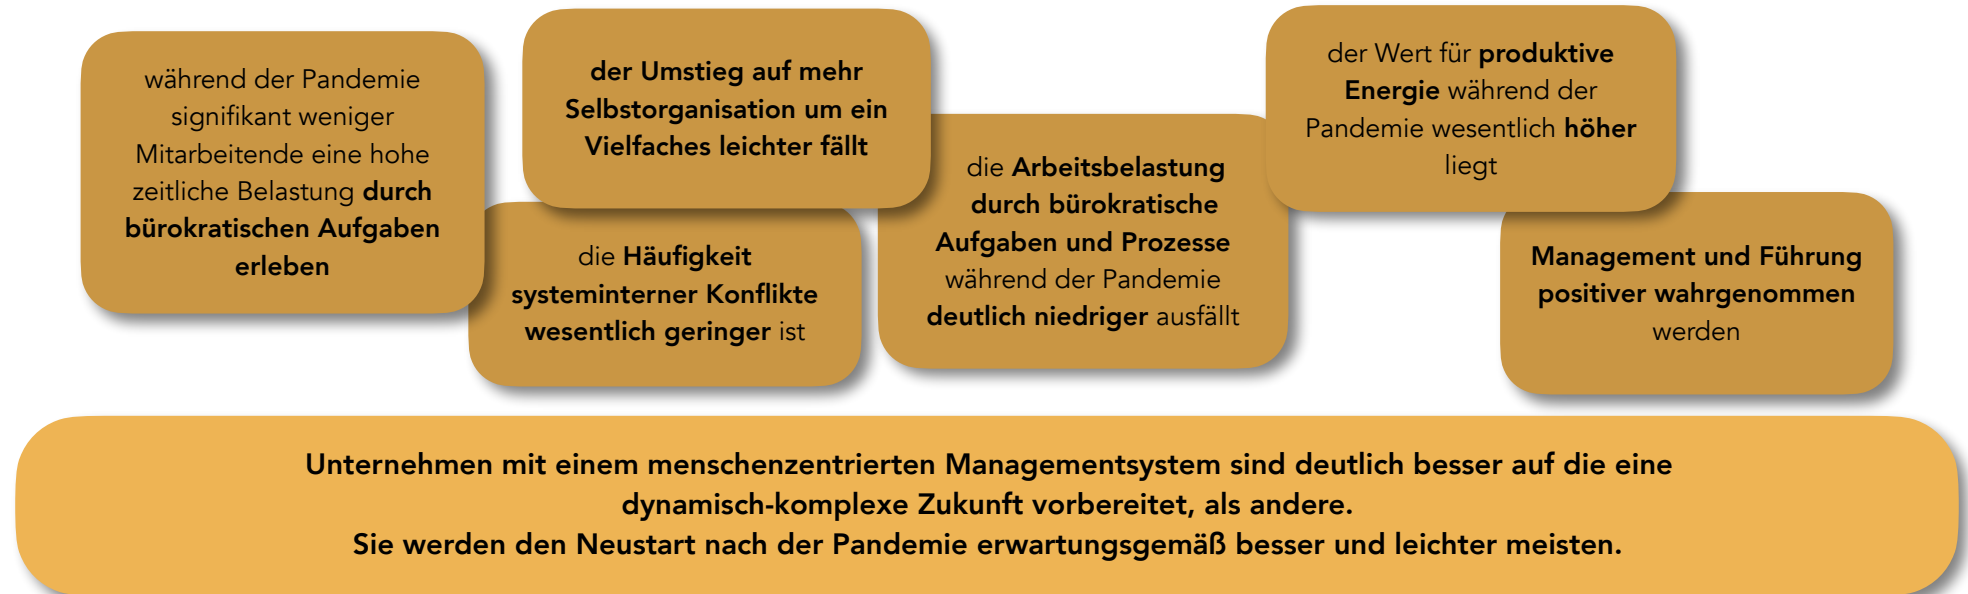 während der Pandemie
signifikant weniger
Mitarbeitende eine hohe
zeitliche Belastung durch
bürokratischen Aufgaben
erleben
der Umstieg auf mehr
Selbstorganisation um ein
Vielfaches leichter fällt
die Häufigkeit
systeminterner Konflikte
wesentlich geringer ist
die Arbeitsbelastung
durch bürokratische
Aufgaben und Prozesse
während der Pandemie
deutlich niedriger ausfällt
der Wert für produktive
Energie während der
Pandemie wesentlich höher
liegt
Management und Führung
positiver wahrgenommen
werden
Unternehmen mit einem menschenzentrierten Managementsystem sind deutlich besser auf die eine
dynamisch-komplexe Zukunft vorbereitet, als andere.
Sie werden den Neustart nach der Pandemie erwartungsgemäß besser und leichter meisten.